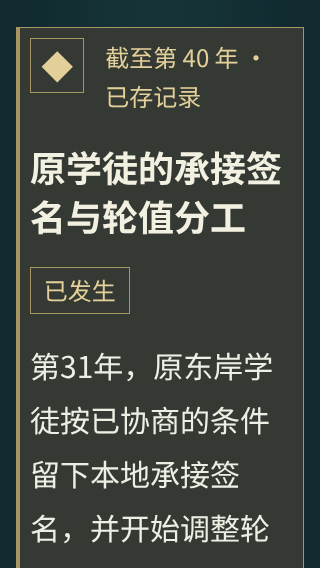 截至第 40 年 ·
已存记录
原学徒的承接签
名与轮值分工
已发生
第31年，原东岸学
徒按已协商的条件
留下本地承接签
名，并开始调整轮